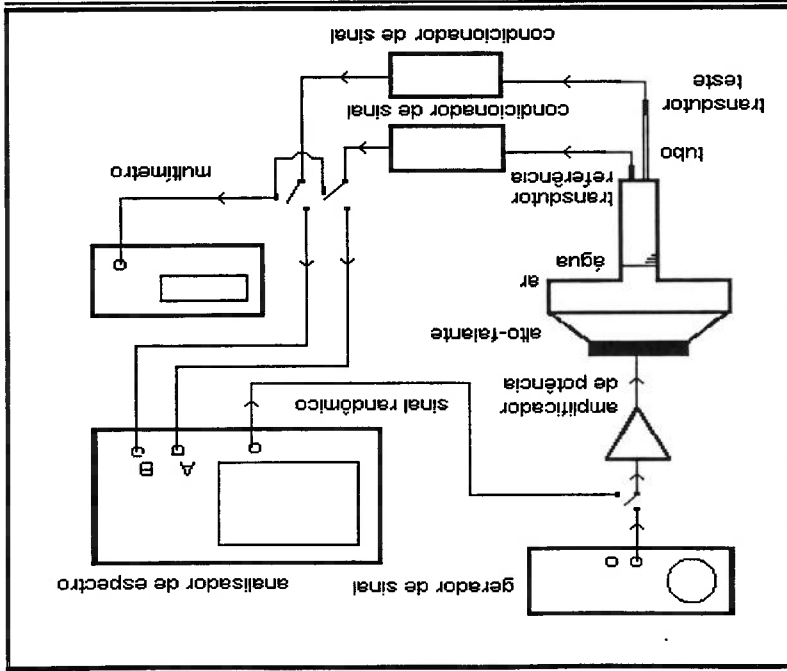 gerador de sinal
analisador de espectro
A
B
amplificador
de potência
sinal randômico
alto-falante
ar
água
transdutor
referência
multímetro
tubo
condicionador de sinal
transdutor
teste
condicionador de sinal